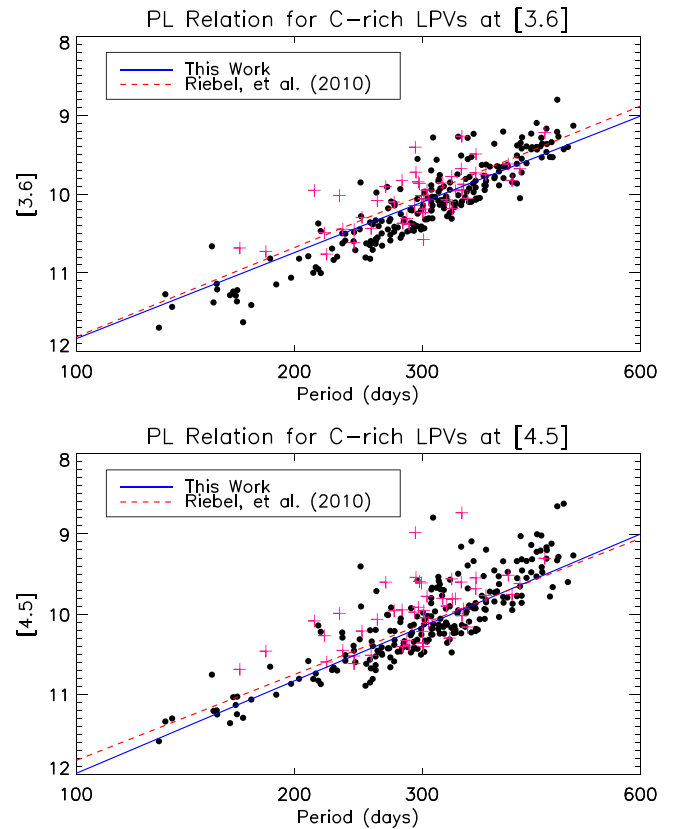 PL Relation for C-rich LPVs at [3.6]
8
This Work
Riebel, et al. (2010)
9
[3.6]
10
11
12
100
200
300
600
Period (days)
PL Relation for C-rich LPVs at [4.5]
8
This Work
Riebel, et al. (2010)
9
[4.5]
10
11
12
100
200
300
600
Period (days)